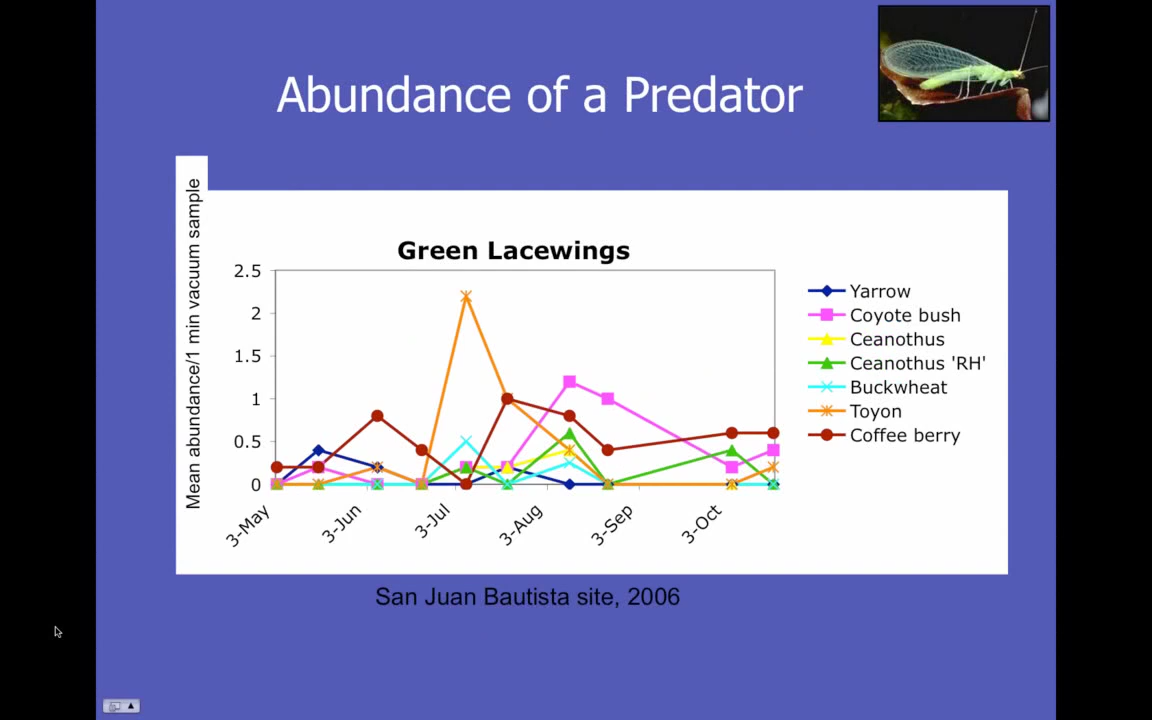 Abundance of a Predator
Mean abundance/1 min vacuum sample
Green Lacewings
2.5
2
1.5
1
0.5
0
3-May
3-Jun
3-Jul
3-Aug
3-Sep
3-Oct
Yarrow
Coyote bush
Ceanothus
Ceanothus 'RH'
Buckwheat
Toyon
Coffee berry
San Juan Bautista site, 2006